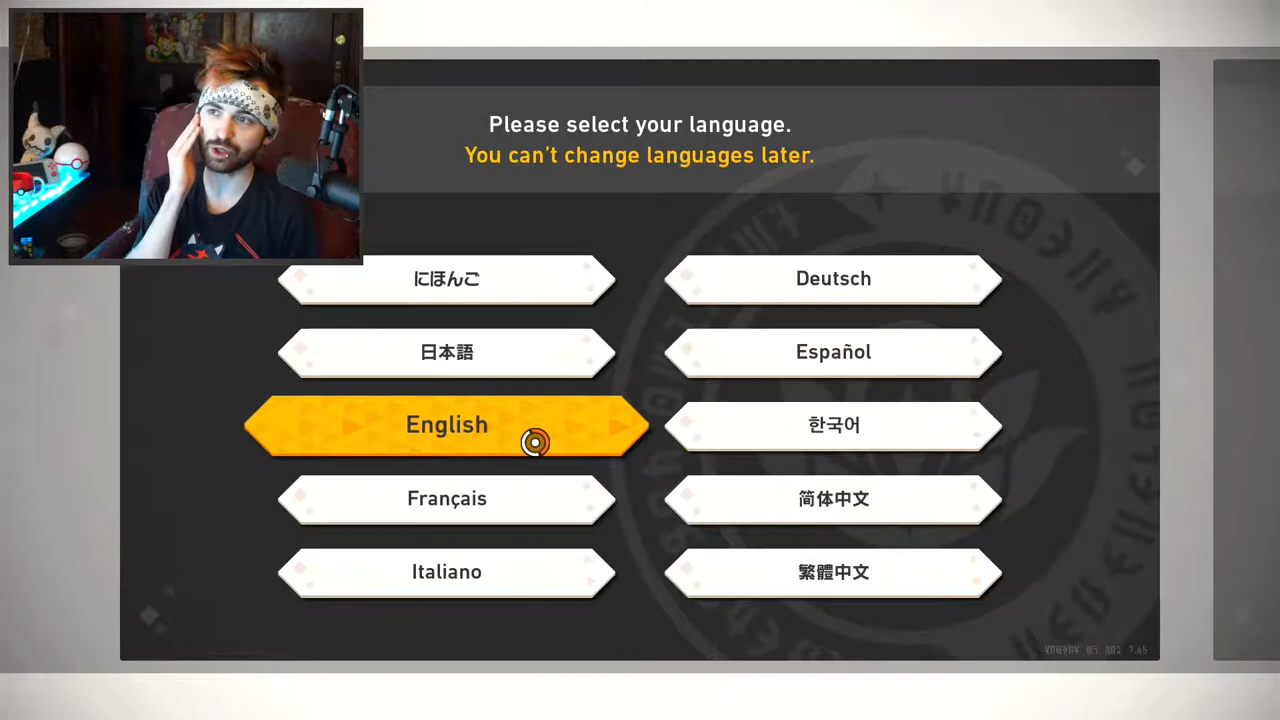 Please select your language.
You can't change languages later.
にほんご
日本語
English
Français
Italiano
Deutsch
Español
한국어
简体中文
繁體中文